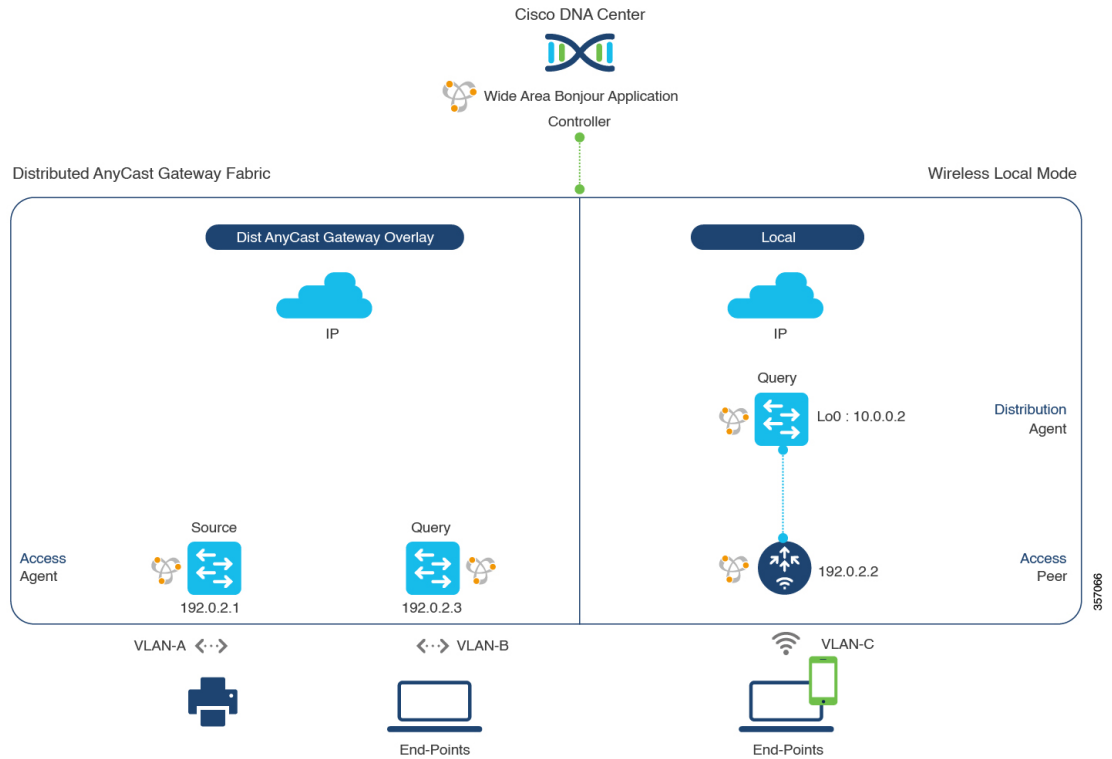 Cisco DNA Center
Wide Area Bonjour Application
Controller
Distributed AnyCast Gateway Fabric
Wireless Local Mode
Dist AnyCast Gateway Overlay
Local
IP
IP
Query
Lo0 : 10.0.0.2
Distribution
Agent
Source
Query
Access
Agent
192.0.2.1
192.0.2.3
192.0.2.2
Access
Peer
357066
VLAN-A
VLAN-B
VLAN-C
End-Points
End-Points